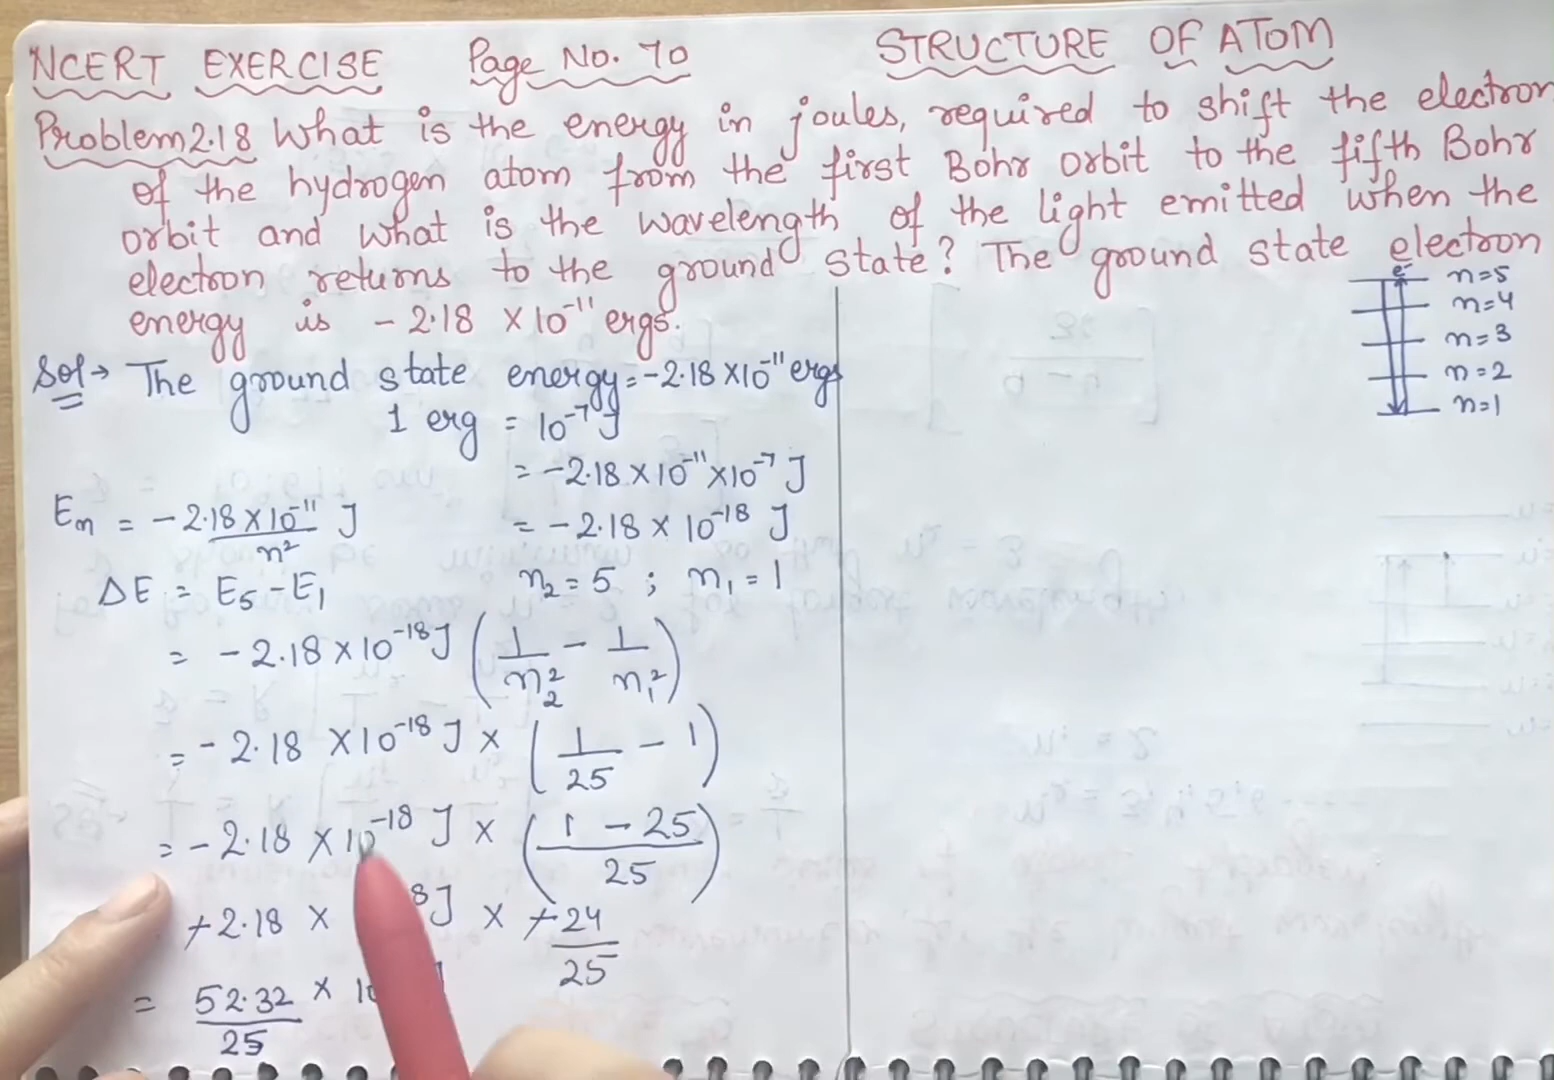 NCERT EXERCISE Page No. 70 STRUCTURE OF ATOM
Problem 2.18 What is the energy in joules, required to shift the electron
of the hydrogen atom from the first Bohr orbit to the fifth Bohr
orbit and what is the wavelength of the light emitted when the
electron returns to the ground state? The ground state electron
energy is - 2.18 × 10⁻¹¹ ergs.
e⁻ n=5
n=4
n=3
n=2
n=1
Sol→ The ground state energy = -2.18 ×10⁻¹¹ ergs
1 erg = 10⁻⁷ J
= -2.18 × 10⁻¹¹ ×10⁻⁷ J
Eₙ = -2.18 × 10⁻¹¹ / n² J = -2.18 × 10⁻¹⁸ J
ΔE = E₅ - E₁ n₂ = 5 ; n₁ = 1
= -2.18 × 10⁻¹⁸ J (1/n₂² - 1/n₁²)
= -2.18 ×10⁻¹⁸ J × (1/25 - 1)
= -2.18 ×10⁻¹⁸ J × (1 - 25 / 25)
+2.18 × 8 J × +24/25
= 52.32/25 × 10 J